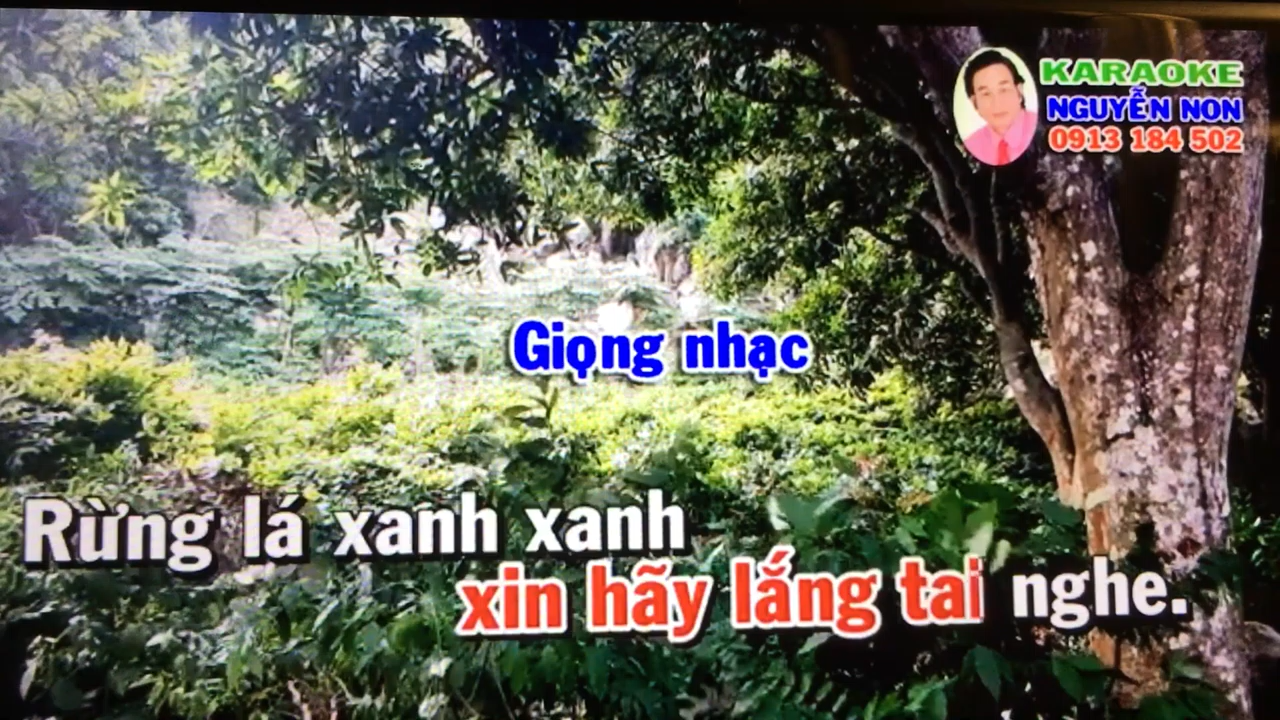 KARAOKE
NGUYỄN NON
0913 184 502
Giọng nhạc
Rừng lá xanh xanh
xin hãy lắng tai nghe.